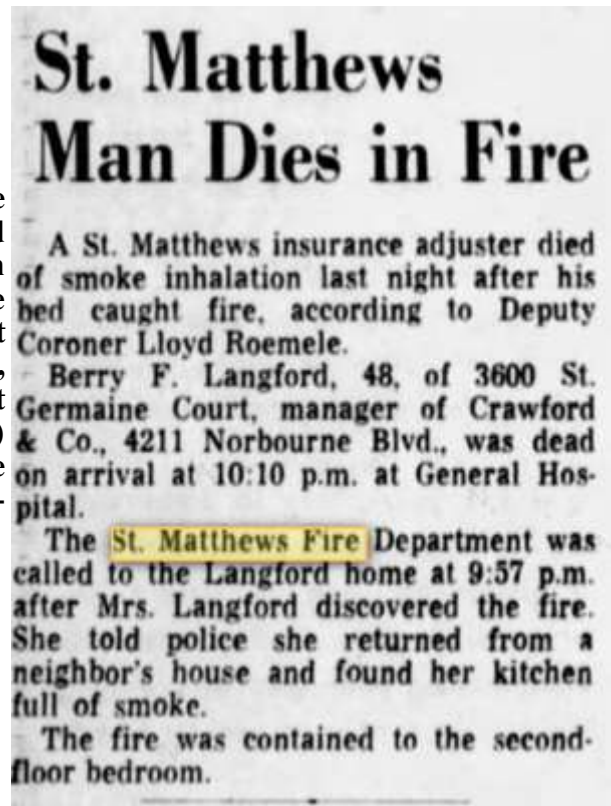 St. Matthews
Man Dies in Fire
A St. Matthews insurance adjuster died
of smoke inhalation last night after his
bed caught fire, according to Deputy
Coroner Lloyd Roemele.
Berry F. Langford, 48, of 3600 St.
Germaine Court, manager of Crawford
& Co., 4211 Norbourne Blvd., was dead
on arrival at 10:10 p.m. at General Hos-
pital.
The St. Matthews Fire Department was
called to the Langford home at 9:57 p.m.
after Mrs. Langford discovered the fire.
She told police she returned from a
neighbor's house and found her kitchen
full of smoke.
The fire was contained to the second-
floor bedroom.